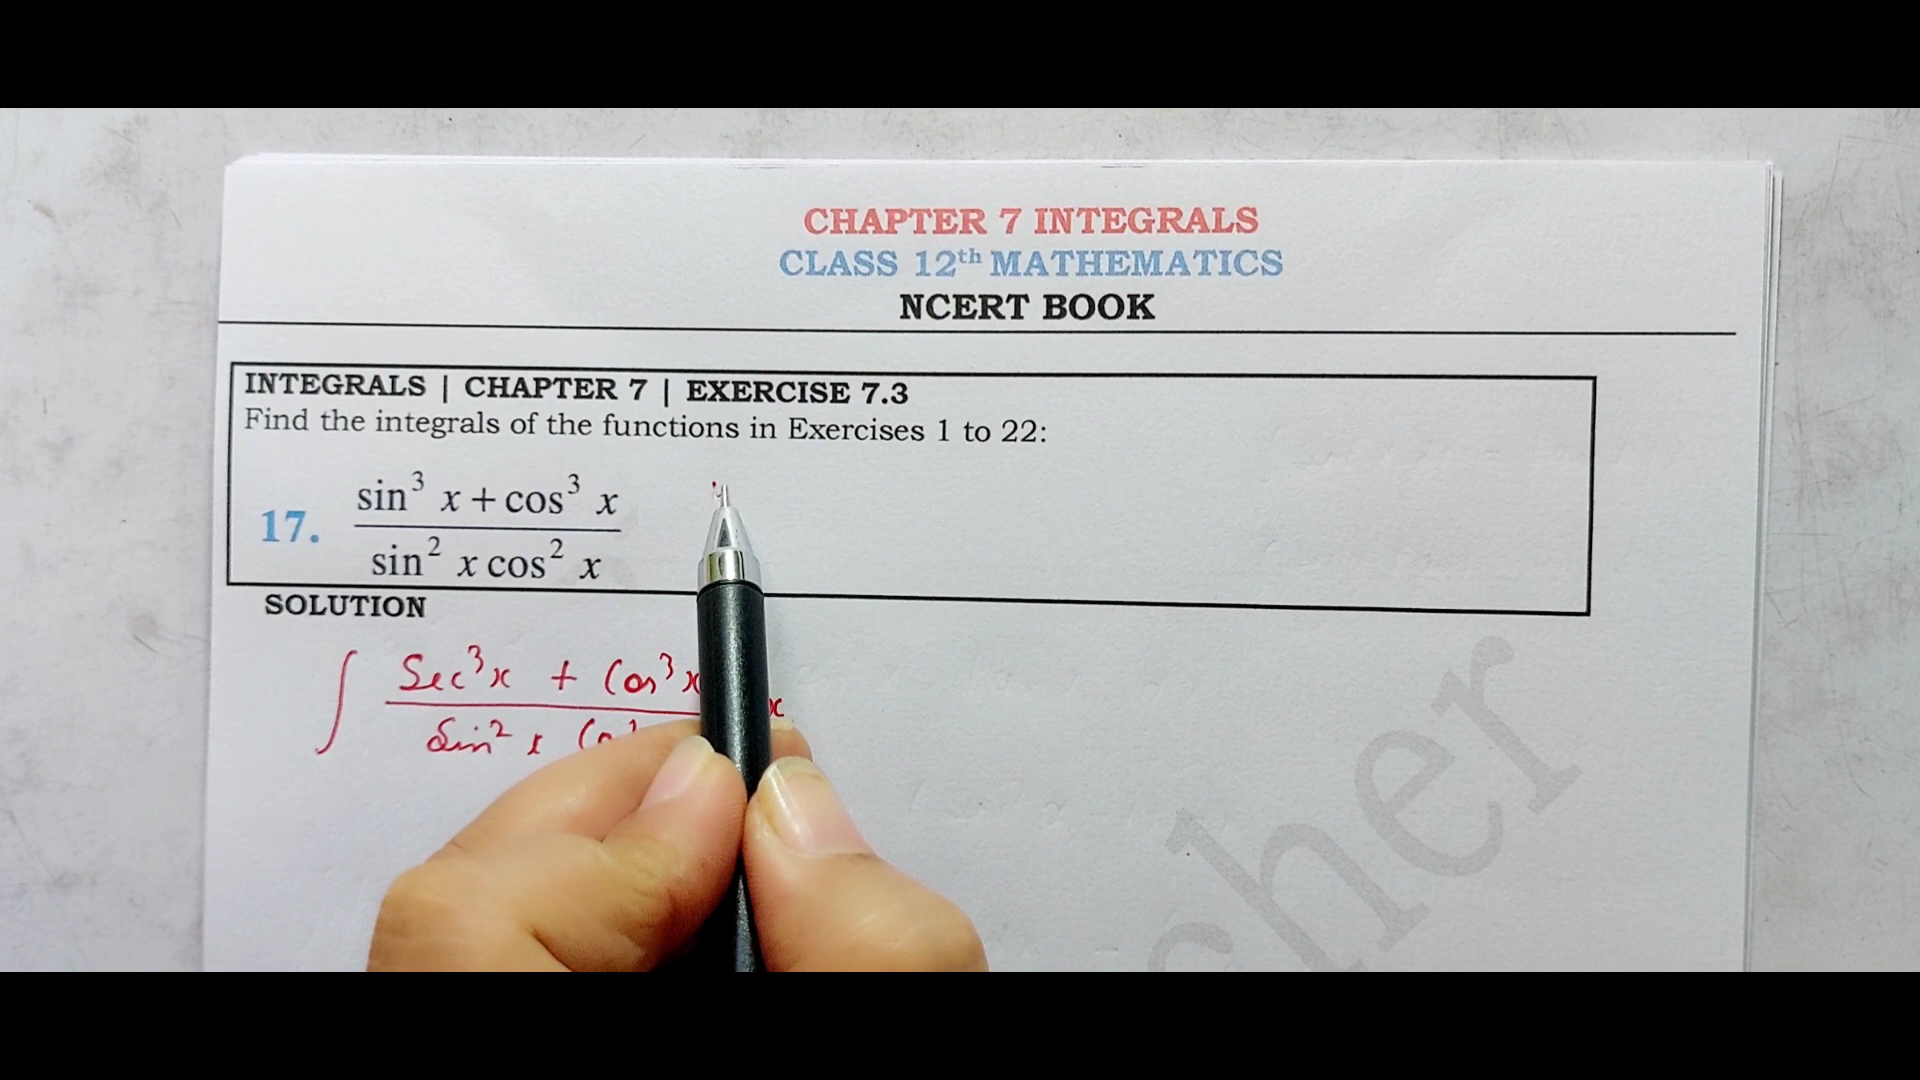 CHAPTER 7 INTEGRALS
CLASS 12th MATHEMATICS
NCERT BOOK
INTEGRALS | CHAPTER 7 | EXERCISE 7.3
Find the integrals of the functions in Exercises 1 to 22:
17. sin³ x + cos³ x
sin² x cos² x
SOLUTION
∫ Sec³x + Cos³x
Sin² x
cher